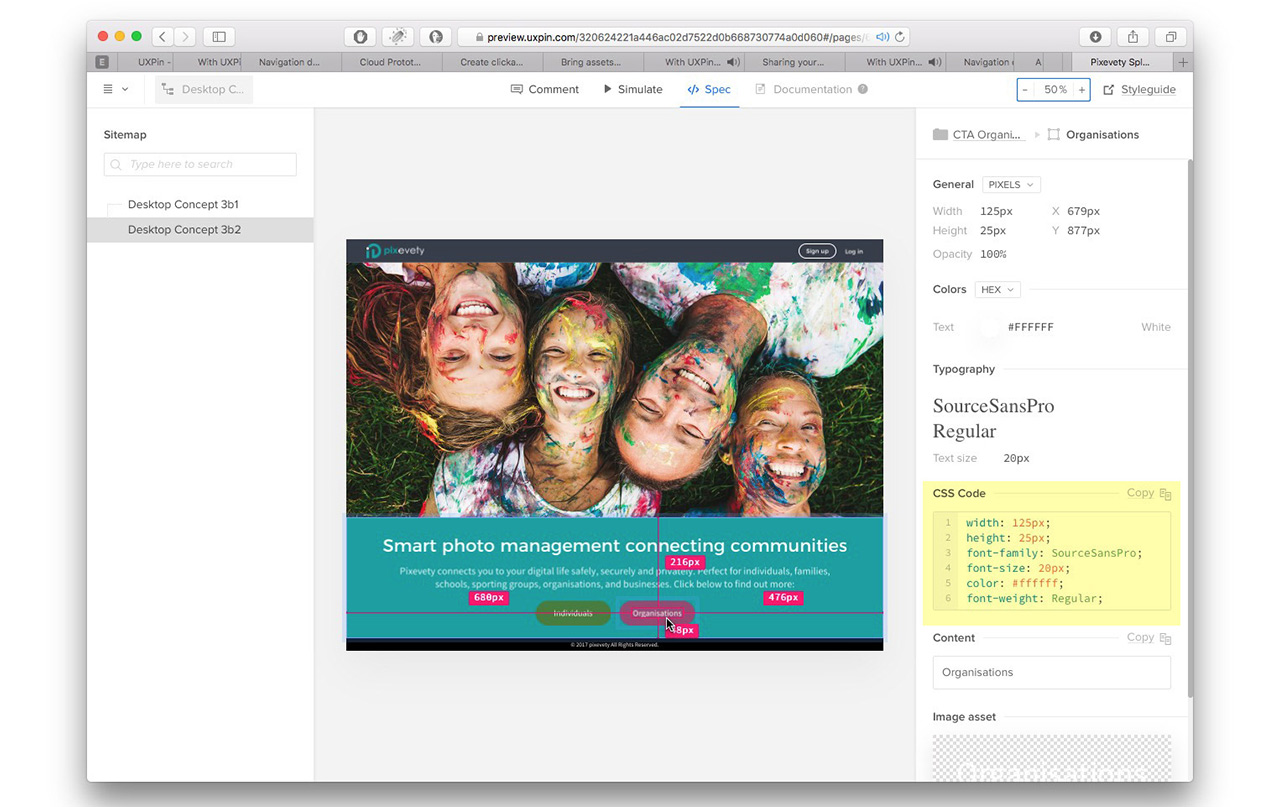 preview.uxpin.com/320624221a446ac02d7522d0b668730774a0d060#/pages/
E
UXPin -
With UXPI
Navigation d...
Cloud Protot...
Create clicka...
Bring assets...
With UXPin...
Sharing your...
With UXPin...
Navigation
A
Pixevety Spl...
Desktop C...
Comment
Simulate
Spec
Documentation
- 50% +
Styleguide
Sitemap
Type here to search
Desktop Concept 3b1
Desktop Concept 3b2
pixevety
Sign up
Log in
Smart photo management connecting communities
216px
Pixevety connects you to your digital life safely, securely and privately. Perfect for individuals, families,
schools, sporting groups, organisations, and businesses. Click below to find out more:
680px
476px
Individuals
Organisations
48px
© 2017 pixevety All Rights Reserved.
CTA Organi...
Organisations
General PIXELS
Width 125px X 679px
Height 25px Y 877px
Opacity 100%
Colors HEX
Text #FFFFFF White
Typography
SourceSansPro
Regular
Text size 20px
CSS Code Copy
1 width: 125px;
2 height: 25px;
3 font-family: SourceSansPro;
4 font-size: 20px;
5 color: #ffffff;
6 font-weight: Regular;
Content Copy
Organisations
Image asset
Organisations